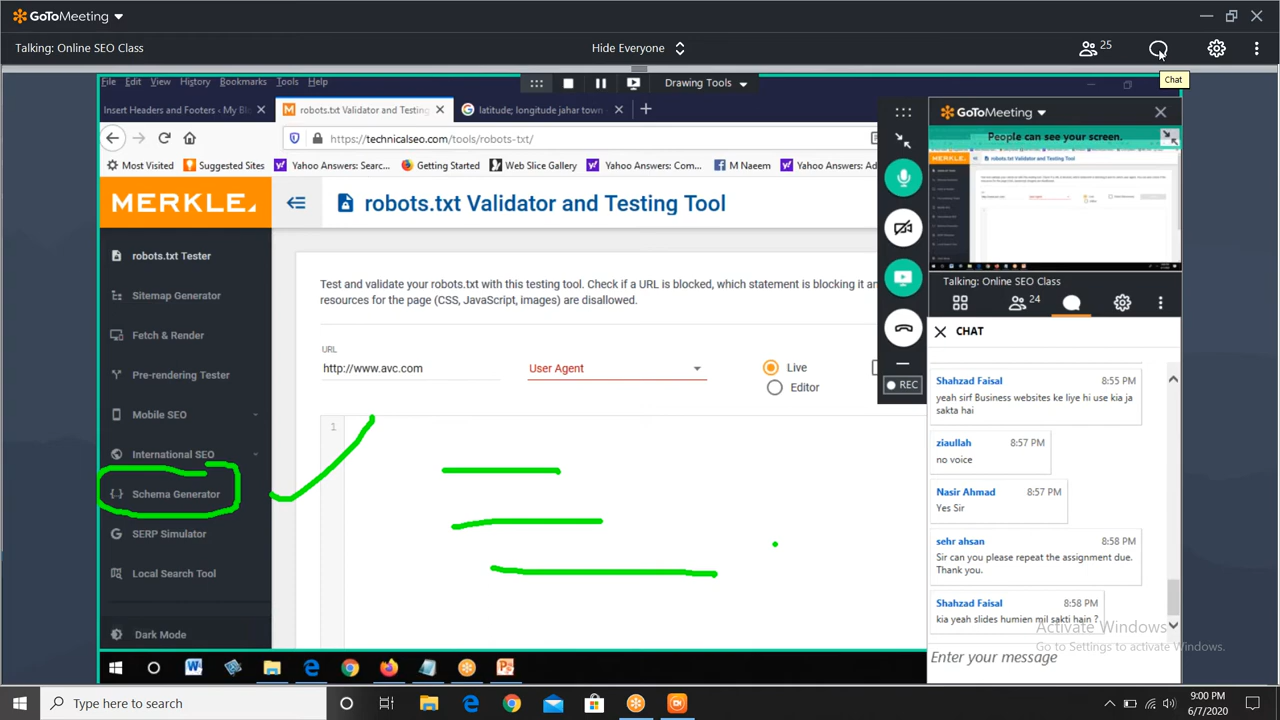 GoToMeeting
Talking: Online SEO Class
Hide Everyone
25
Chat
File Edit View History Bookmarks Tools Help
Drawing Tools
Insert Headers and Footers ‹ My Bl
robots.txt Validator and Testing
latitude; longitude jahar town -
https://technicalseo.com/tools/robots-txt/
Most Visited
Suggested Sites
Yahoo Answers: Searc...
Getting Started
Web Slice Gallery
Yahoo Answers: Com...
M Naeem
Yahoo Answers: Ad
MERKLE
robots.txt Validator and Testing Tool
robots.txt Tester
Sitemap Generator
Fetch & Render
Pre-rendering Tester
Mobile SEO
International SEO
Schema Generator
SERP Simulator
Local Search Tool
Dark Mode
Test and validate your robots.txt with this testing tool. Check if a URL is blocked, which statement is blocking it an
resources for the page (CSS, JavaScript, images) are disallowed.
URL
http://www.avc.com
User Agent
Live
Editor
1
REC
GoToMeeting
People can see your screen.
MERKLE
robots.txt Validator and Testing Tool
Talking: Online SEO Class
24
CHAT
Shahzad Faisal 8:55 PM
yeah sirf Business websites ke liye hi use kia ja
sakta hai
ziaullah 8:57 PM
no voice
Nasir Ahmad 8:57 PM
Yes Sir
sehr ahsan 8:58 PM
Sir can you please repeat the assignment due.
Thank you.
Shahzad Faisal 8:58 PM
kia yeah slides humien mil sakti hain ?
Activate Windows
Go to Settings to activate Windows.
Enter your message
Type here to search
9:00 PM
6/7/2020